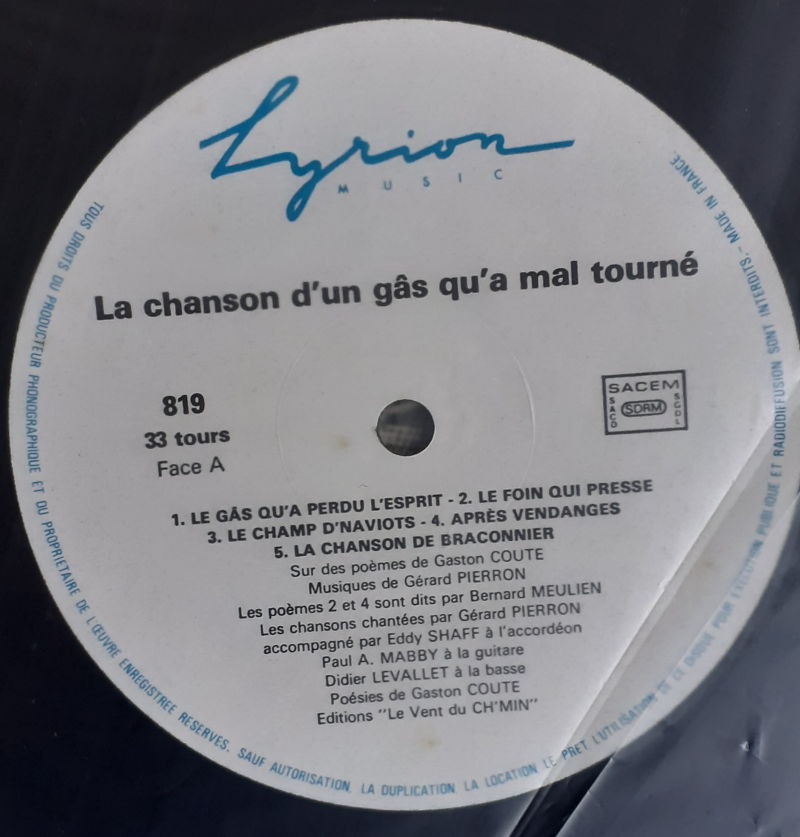 Lyrion
MUSIC
La chanson d'un gâs qu'a mal tourné
819
33 tours
Face A
SACEM
SACD
SDRM
SGDL
1. LE GÂS QU'A PERDU L'ESPRIT - 2. LE FOIN QUI PRESSE
3. LE CHAMP D'NAVIOTS - 4. APRÈS VENDANGES
5. LA CHANSON DE BRACONNIER
Sur des poèmes de Gaston COUTE
Musiques de Gérard PIERRON
Les poèmes 2 et 4 sont dits par Bernard MEULIEN
Les chansons chantées par Gérard PIERRON
accompagné par Eddy SHAFF à l'accordéon
Paul A. MABBY à la guitare
Didier LEVALLET à la basse
Poésies de Gaston COUTE
Editions "Le Vent du CH'MIN"
TOUS DROITS DU PRODUCTEUR PHONOGRAPHIQUE ET DU PROPRIETAIRE DE L'ŒUVRE ENREGISTREE RESERVES. SAUF AUTORISATION. LA DUPLICATION. LA LOCATION LE PRET L'UTILISATION DE CE DISQUE POUR EXECUTION PUBLIQUE ET RADIODIFFUSION SONT INTERDITS.- MADE IN FRANCE.